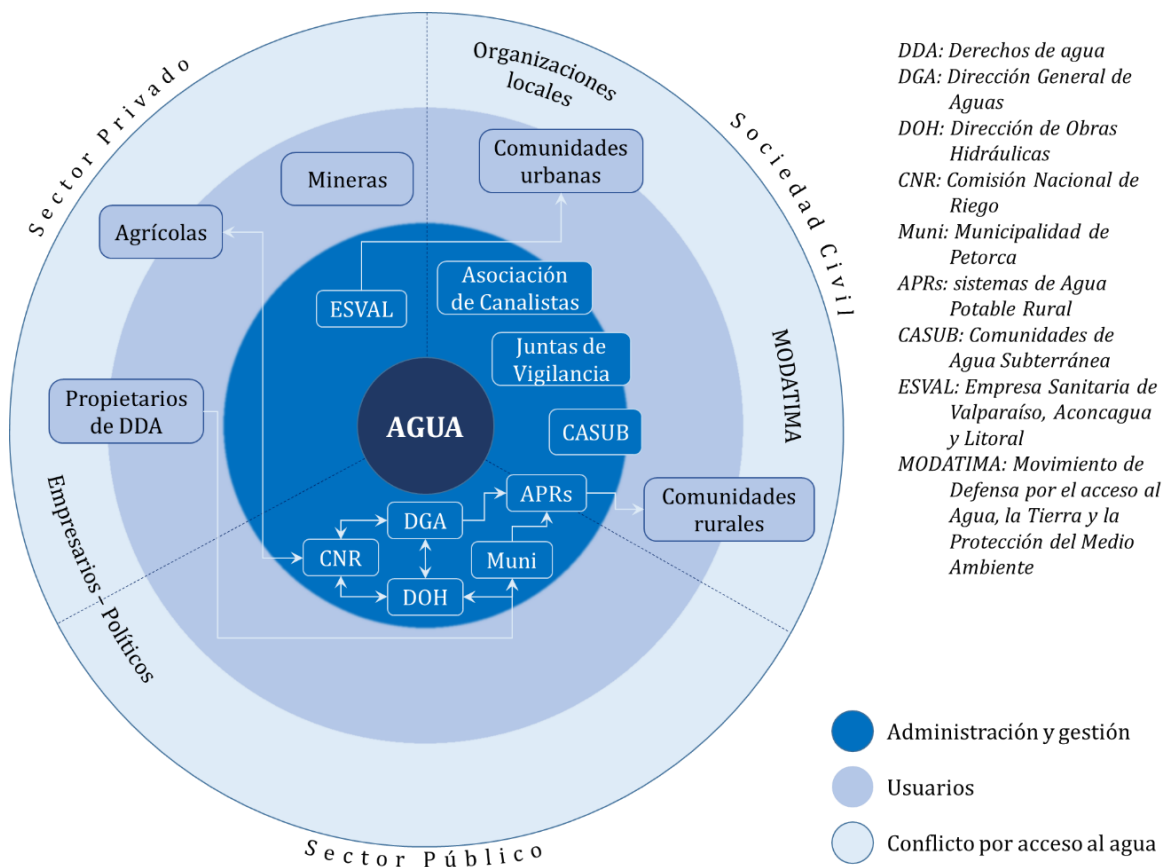 Sector Privado
Organizaciones
locales
Sociedad Civil
Comunidades
urbanas
Mineras
Agrícolas
Asociación
de Canalistas
ESVAL
Juntas de
Vigilancia
MODATIMA
Propietarios
de DDA
AGUA
CASUB
APRs
Comunidades
rurales
DGA
CNR
Muni
DOH
Empresarios – Políticos
Sector Público
DDA: Derechos de agua
DGA: Dirección General de
Aguas
DOH: Dirección de Obras
Hidráulicas
CNR: Comisión Nacional de
Riego
Muni: Municipalidad de
Petorca
APRs: sistemas de Agua
Potable Rural
CASUB: Comunidades de
Agua Subterránea
ESVAL: Empresa Sanitaria de
Valparaíso, Aconcagua
y Litoral
MODATIMA: Movimiento de
Defensa por el acceso al
Agua, la Tierra y la
Protección del Medio
Ambiente
Administración y gestión
Usuarios
Conflicto por acceso al agua